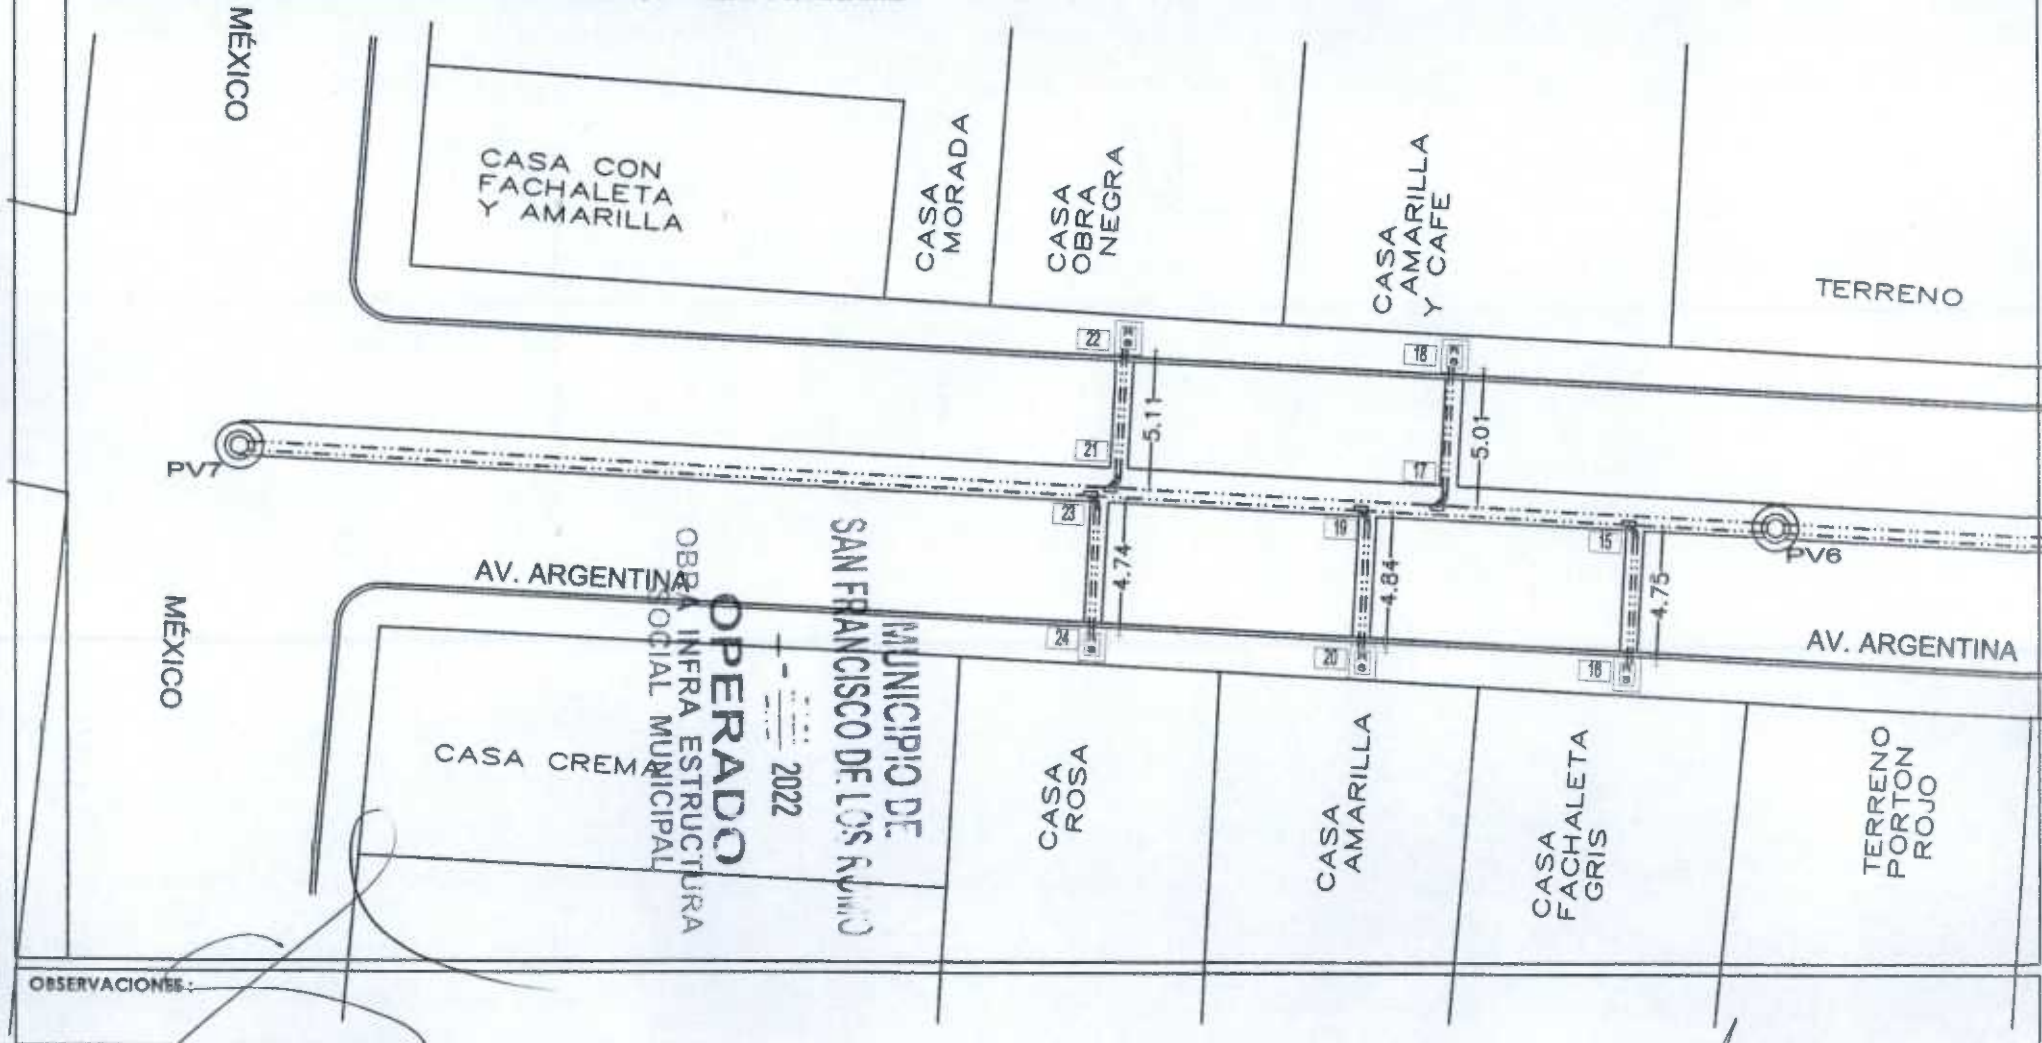 MÉXICO
CASA CON
FACHALETA
Y AMARILLA
CASA
MORADA
CASA
OBRA
NEGRA
CASA
AMARILLA
Y CAFE
TERRENO
22
18
5.11
5.01
21
17
PV7
23
19
15
PV6
4.74
4.84
4.75
AV. ARGENTINA
AV. ARGENTINA
24
20
16
MÉXICO
MUNICIPIO DE
SAN FRANCISCO DE LOS ROMO
2022
OPERADO
OBRA INFRA ESTRUCTURA
SOCIAL MUNICIPAL
CASA CREMA
CASA
ROSA
CASA
AMARILLA
CASA
FACHALETA
GRIS
TERRENO
PORTON
ROJO
OBSERVACIONES: